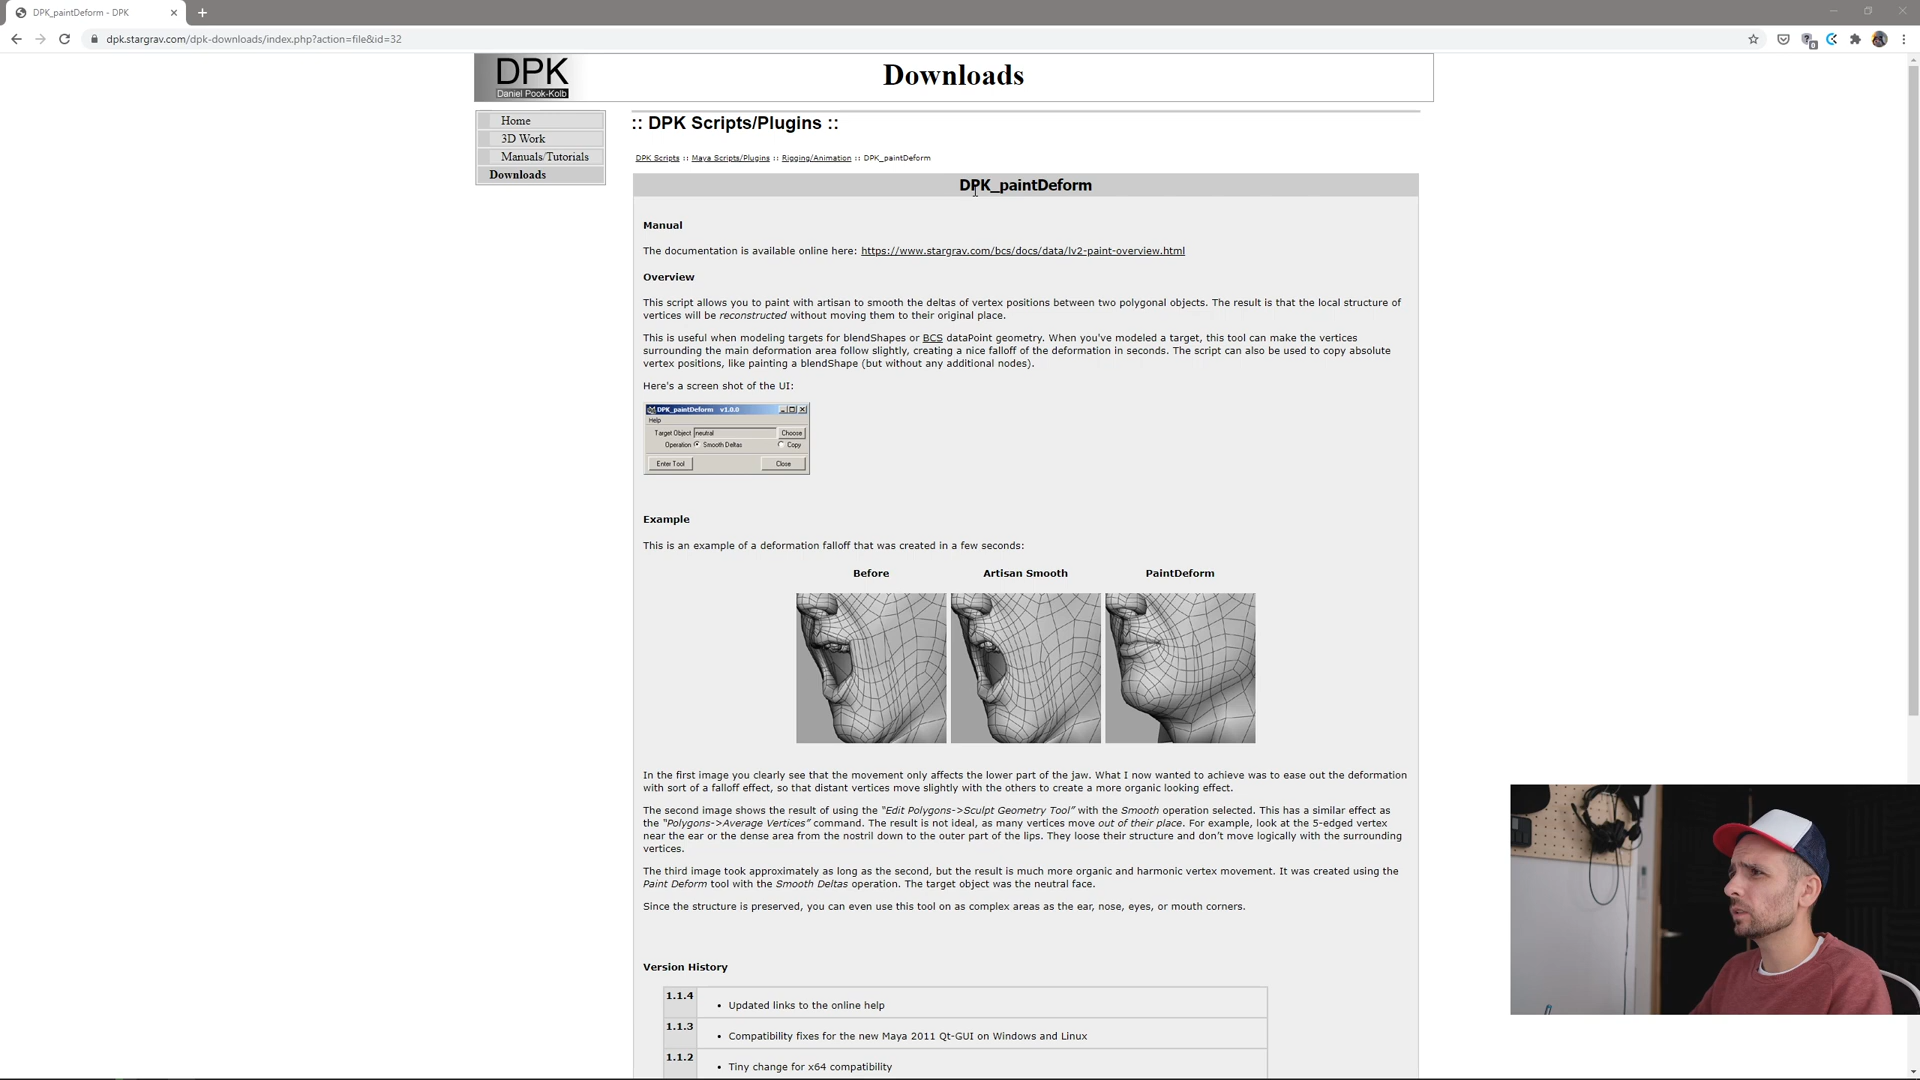 DPK_paintDeform - DPK
dpk.stargrav.com/dpk-downloads/index.php?action=file&id=32
DPK
Daniel Pook-Kolb
Downloads
Home
3D Work
Manuals/Tutorials
Downloads
:: DPK Scripts/Plugins ::
DPK Scripts :: Maya Scripts/Plugins :: Rigging/Animation :: DPK_paintDeform
DPK_paintDeform
Manual
The documentation is available online here: https://www.stargrav.com/bcs/docs/data/lv2-paint-overview.html
Overview
This script allows you to paint with artisan to smooth the deltas of vertex positions between two polygonal objects. The result is that the local structure of
vertices will be reconstructed without moving them to their original place.
This is useful when modeling targets for blendShapes or BCS dataPoint geometry. When you've modeled a target, this tool can make the vertices
surrounding the main deformation area follow slightly, creating a nice falloff of the deformation in seconds. The script can also be used to copy absolute
vertex positions, like painting a blendShape (but without any additional nodes).
Here's a screen shot of the UI:
DPK_paintDeform v1.0.0
Help
Target Object neutral Choose
Operation Smooth Deltas Copy
Enter Tool Close
Example
This is an example of a deformation falloff that was created in a few seconds:
Before Artisan Smooth PaintDeform
In the first image you clearly see that the movement only affects the lower part of the jaw. What I now wanted to achieve was to ease out the deformation
with sort of a falloff effect, so that distant vertices move slightly with the others to create a more organic looking effect.
The second image shows the result of using the “Edit Polygons->Sculpt Geometry Tool” with the Smooth operation selected. This has a similar effect as
the “Polygons->Average Vertices” command. The result is not ideal, as many vertices move out of their place. For example, look at the 5-edged vertex
near the ear or the dense area from the nostril down to the outer part of the lips. They loose their structure and don’t move logically with the surrounding
vertices.
The third image took approximately as long as the second, but the result is much more organic and harmonic vertex movement. It was created using the
Paint Deform tool with the Smooth Deltas operation. The target object was the neutral face.
Since the structure is preserved, you can even use this tool on as complex areas as the ear, nose, eyes, or mouth corners.
Version History
1.1.4
• Updated links to the online help
1.1.3
• Compatibility fixes for the new Maya 2011 Qt-GUI on Windows and Linux
1.1.2
• Tiny change for x64 compatibility